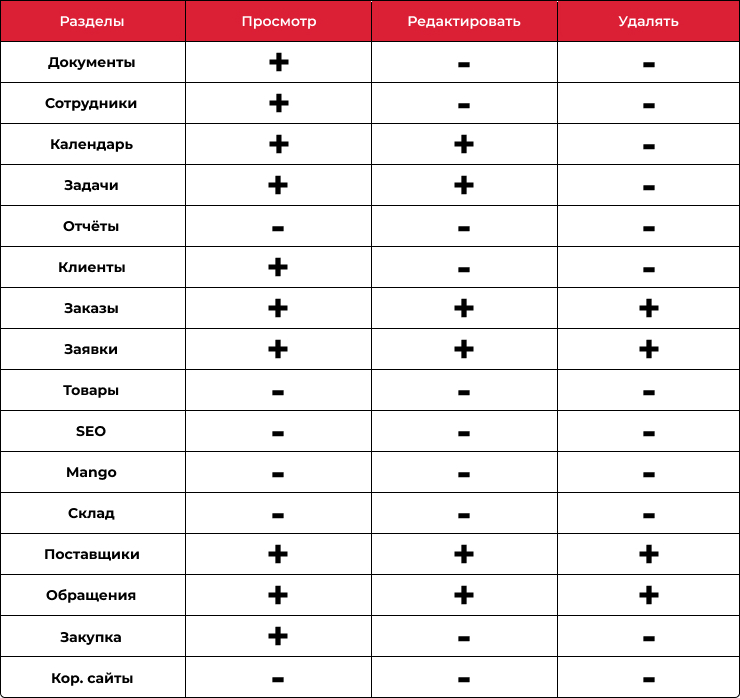 Разделы Просмотр Редактировать Удалять
Документы + - -
Сотрудники + - -
Календарь + + -
Задачи + + -
Отчёты - - -
Клиенты + - -
Заказы + + +
Заявки + + +
Товары - - -
SEO - - -
Mango - - -
Склад - - -
Поставщики + + +
Обращения + + +
Закупка + - -
Кор. сайты - - -